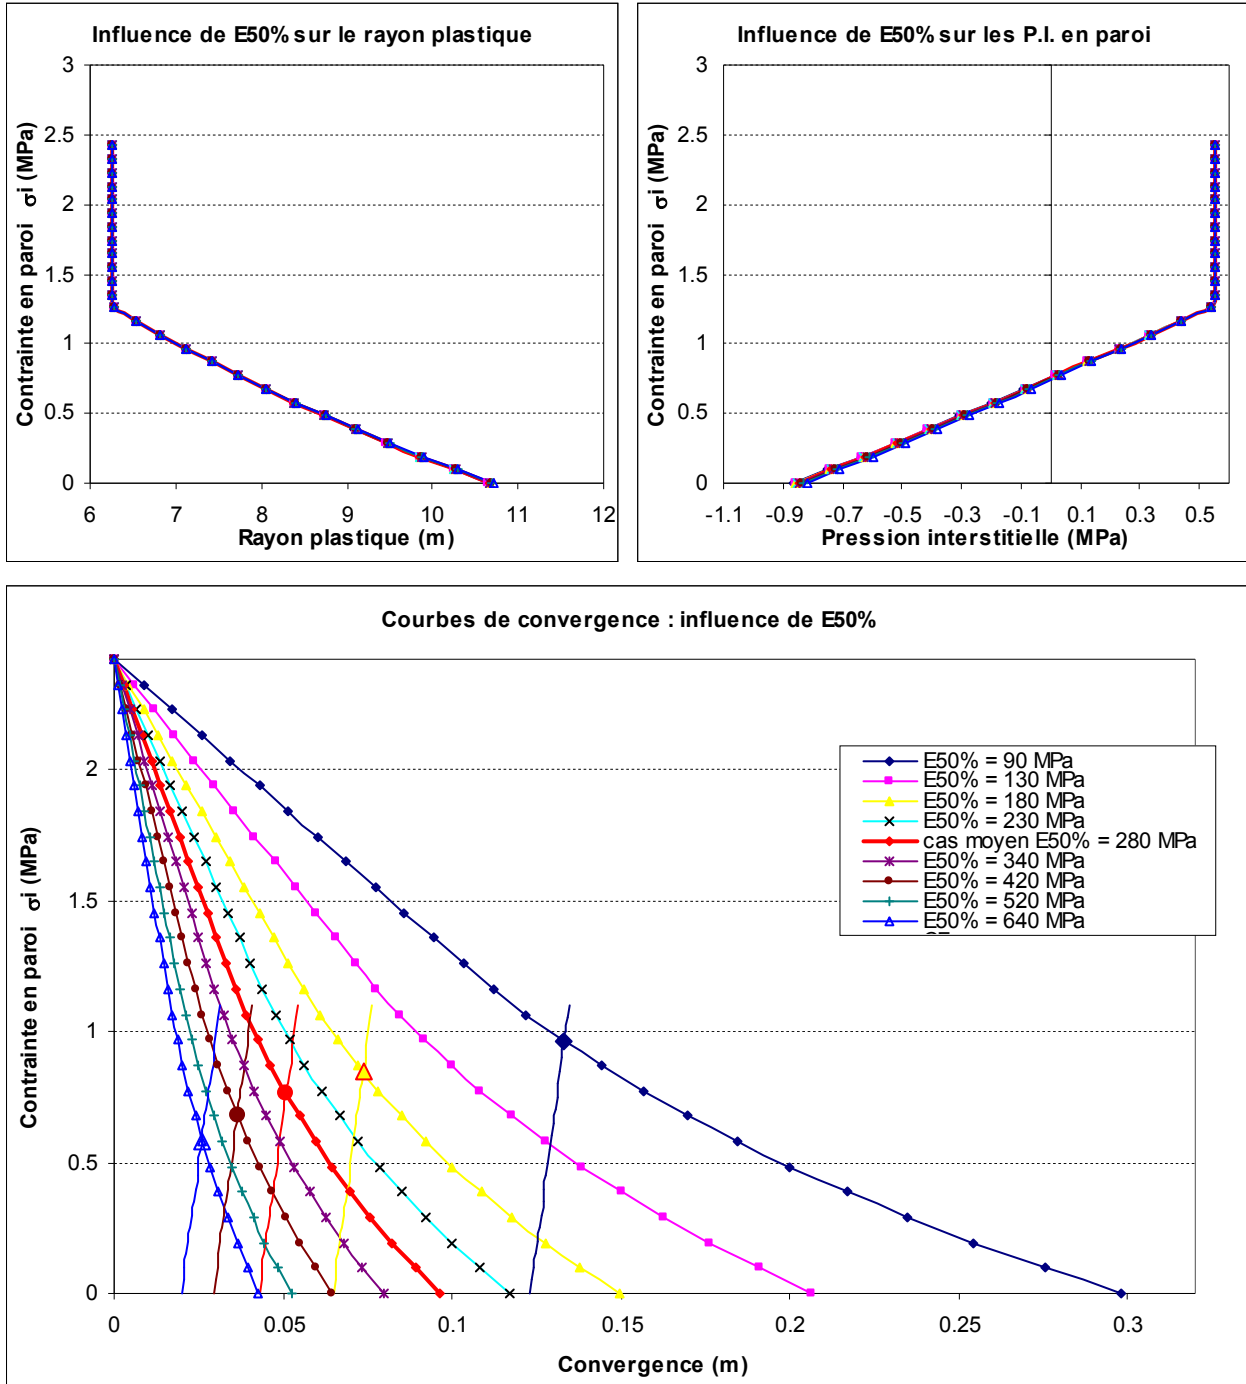 Influence de E50% sur le rayon plastique
3
2.5
2
1.5
1
0.5
0
Contrainte en paroi σi (MPa)
6 7 8 9 10 11 12
Rayon plastique (m)
Influence de E50% sur les P.I. en paroi
3
2.5
2
1.5
1
0.5
0
Contrainte en paroi σi (MPa)
-1.1 -0.9 -0.7 -0.5 -0.3 -0.1 0.1 0.3 0.5
Pression interstitielle (MPa)
Courbes de convergence : influence de E50%
2
1.5
1
0.5
0
Contrainte en paroi σi (MPa)
E50% = 90 MPa
E50% = 130 MPa
E50% = 180 MPa
E50% = 230 MPa
cas moyen E50% = 280 MPa
E50% = 340 MPa
E50% = 420 MPa
E50% = 520 MPa
E50% = 640 MPa
0 0.05 0.1 0.15 0.2 0.25 0.3
Convergence (m)